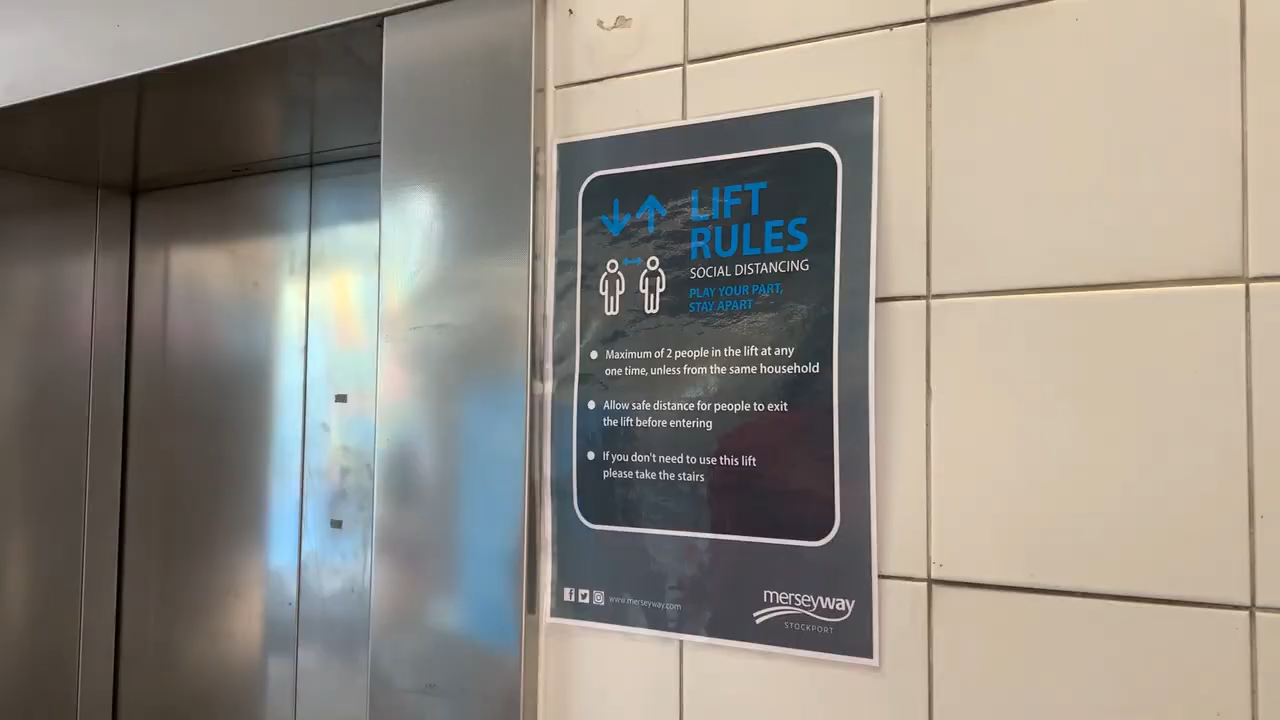 LIFT
RULES
SOCIAL DISTANCING
PLAY YOUR PART,
STAY APART
Maximum of 2 people in the lift at any
one time, unless from the same household
Allow safe distance for people to exit
the lift before entering
If you don't need to use this lift
please take the stairs
www.merseyway.com
merseyway
STOCKPORT